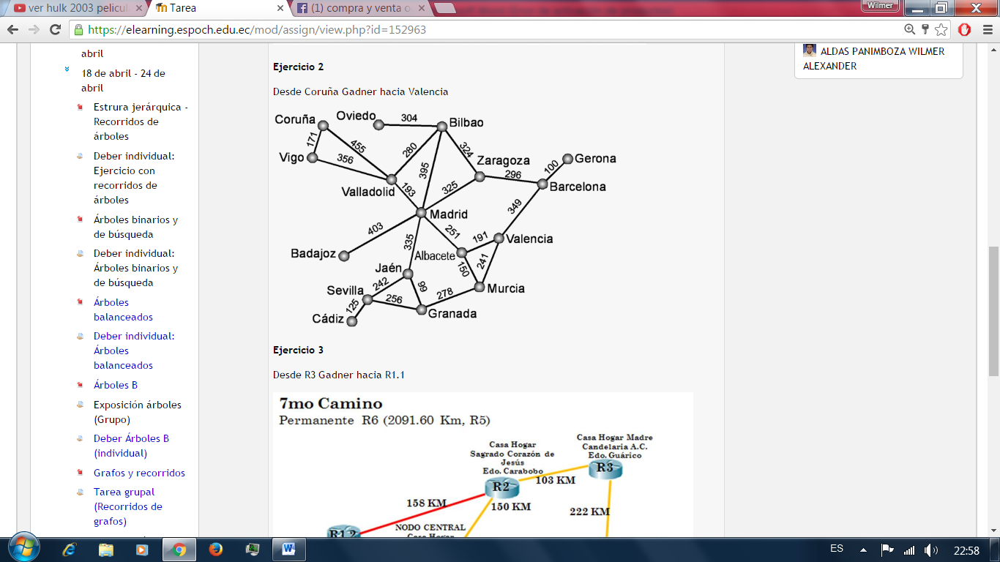 ver hulk 2003 pelicul
Tarea
(1) compra y venta o
Wilmer
https://elearning.espoch.edu.ec/mod/assign/view.php?id=152963
abril
18 de abril - 24 de
abril
Estrura jerárquica -
Recorridos de
árboles
Deber individual:
Ejercicio con
recorridos de
árboles
Árboles binarios y
de búsqueda
Deber individual:
Árboles binarios y
de búsqueda
Árboles
balanceados
Deber individual:
Árboles
balanceados
Árboles B
Exposición árboles
(Grupo)
Deber Árboles B
(individual)
Grafos y recorridos
Tarea grupal
(Recorridos de
grafos)
Ejercicio 2
Desde Coruña Gadner hacia Valencia
Coruña
Oviedo
304
Bilbao
171
455
280
324
Vigo
356
395
Zaragoza
Gerona
100
296
Valladolid
193
325
Barcelona
Madrid
349
403
251
335
191
Valencia
Badajoz
Albacete
150
241
Jaén
242
99
Murcia
Sevilla
256
278
125
Granada
Cádiz
Ejercicio 3
Desde R3 Gadner hacia R1.1
7mo Camino
Permanente R6 (2091.60 Km, R5)
Casa Hogar
Sagrado Corazón de
Jesús
Edo. Carabobo
Casa Hogar Madre
Candelaria A.C.
Edo. Guárico
R3
103 KM
R2
158 KM
150 KM
222 KM
NODO CENTRAL
Casa Hogar
R1.2
ALDAS PANIMBOZA WILMER
ALEXANDER
ES
22:58